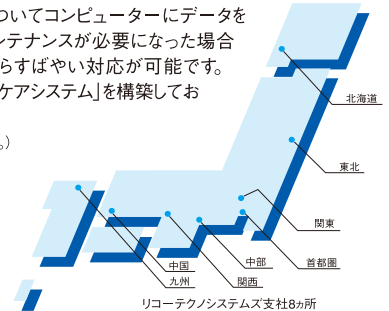 ついてコンピューターにデータを
ンテナンスが必要になった場合
らすばやい対応が可能です。
ケアシステム」を構築してお
。)
北海道
東北
関東
首都圏
中部
関西
中国
九州
リコーテクノシステムズ支社8ヵ所